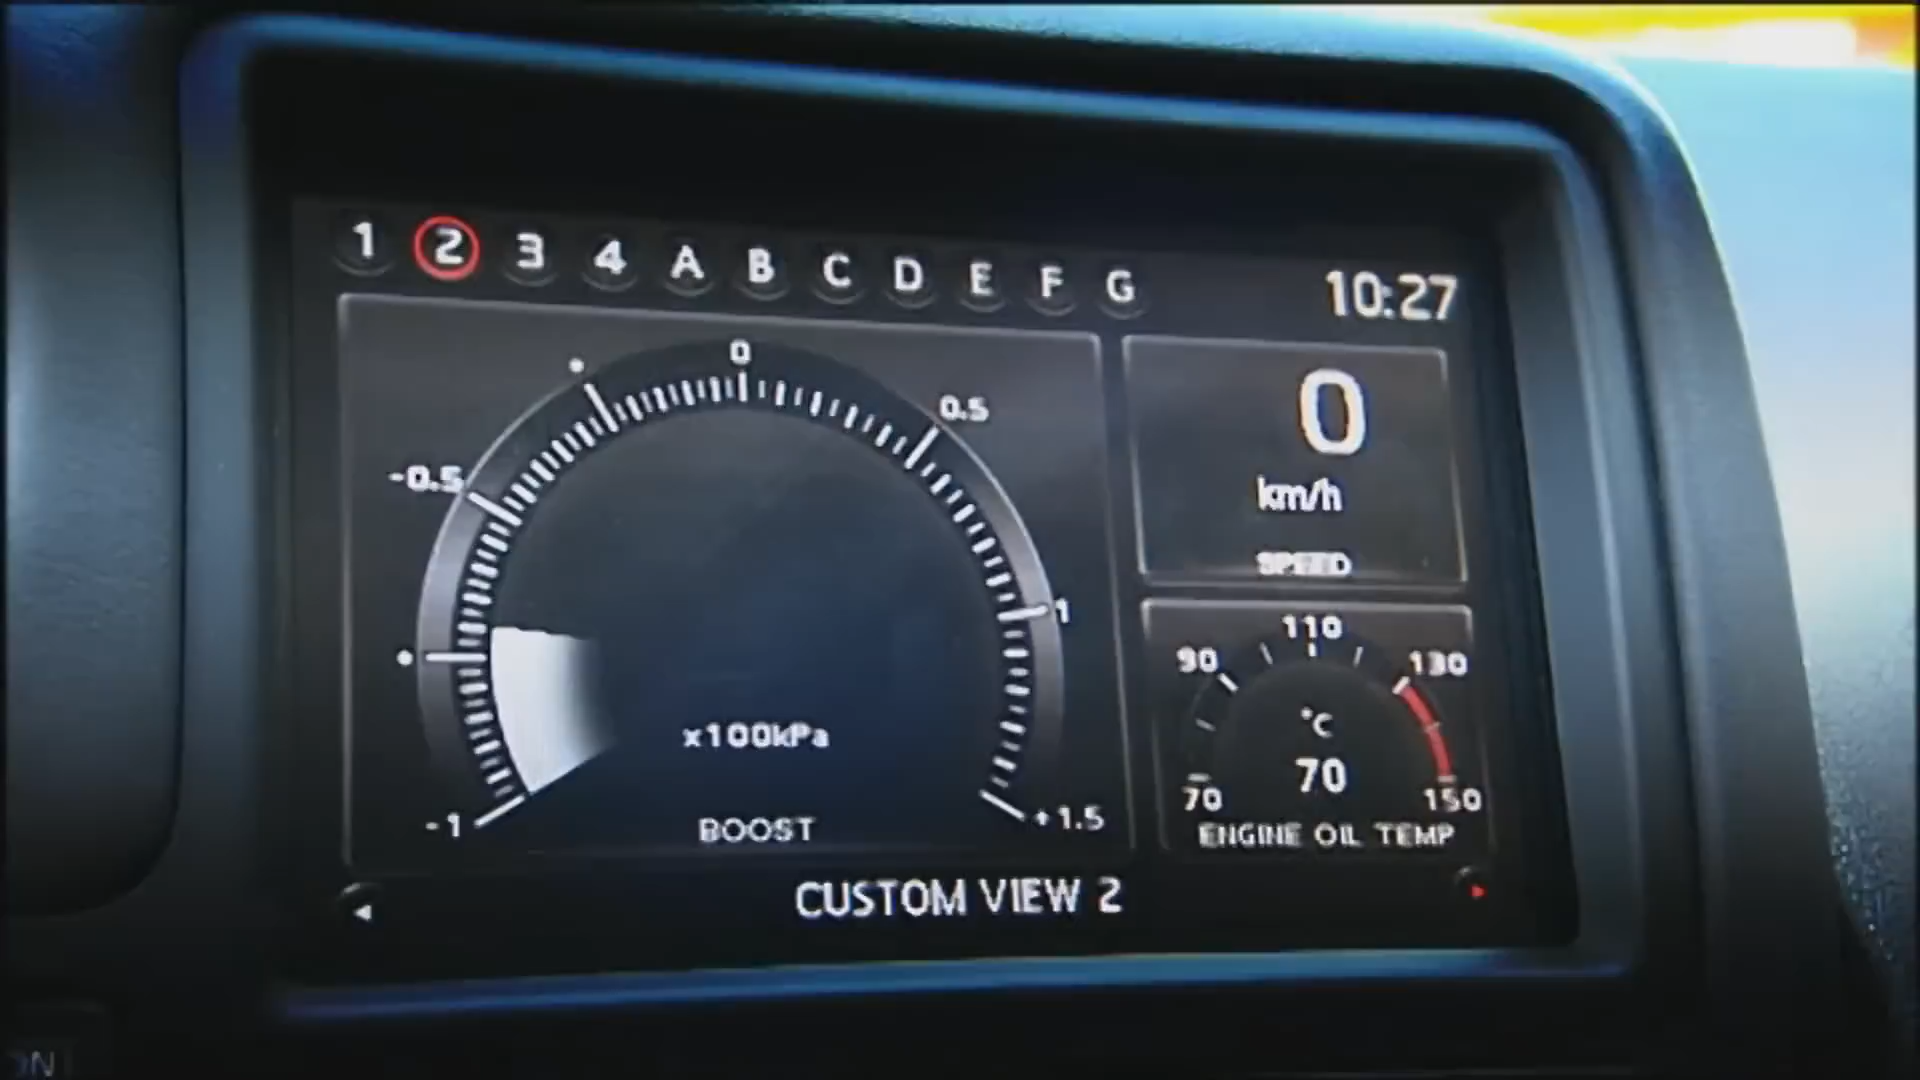 1 2 3 4 A B C D E F G
10:27
0
-0.5
0.5
-1
1
+1.5
x100kPa
BOOST
0
km/h
SPEED
110
90
130
°C
70
70
150
ENGINE OIL TEMP
CUSTOM VIEW 2